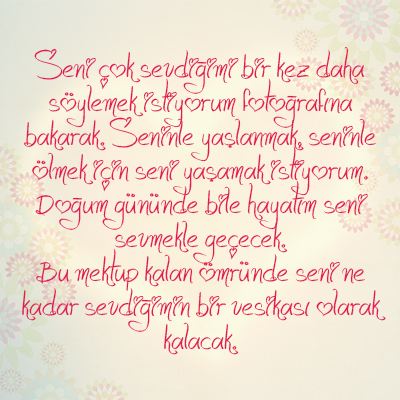 Seni çok sevdiğimi bir kez daha
söylemek istiyorum fotoğrafına
bakarak. Seninle yaşlanmak, seninle
ölmek için seni yaşamak istiyorum.
Doğum gününde bile hayatım seni
sevmekle geçecek.
Bu mektup kalan ömründe seni ne
kadar sevdiğimin bir vesikası olarak
kalacak.